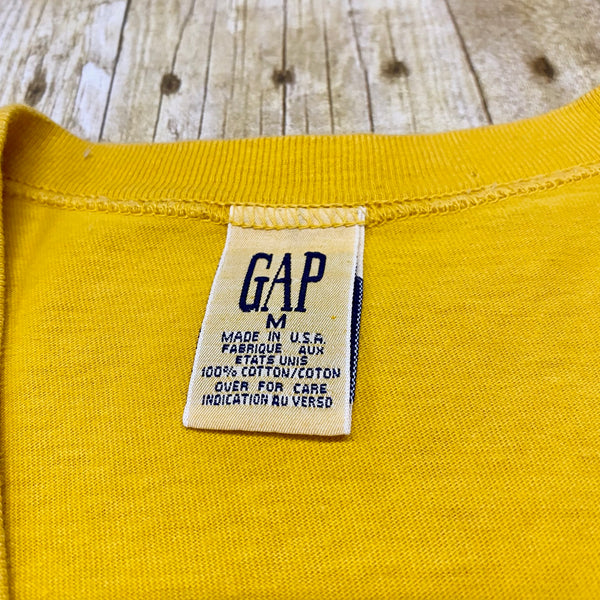 GAP
M
MADE IN U.S.A.
FABRIQUE AUX
ETATS UNIS
100% COTTON/COTON
OVER FOR CARE
INDICATION AU VERSO